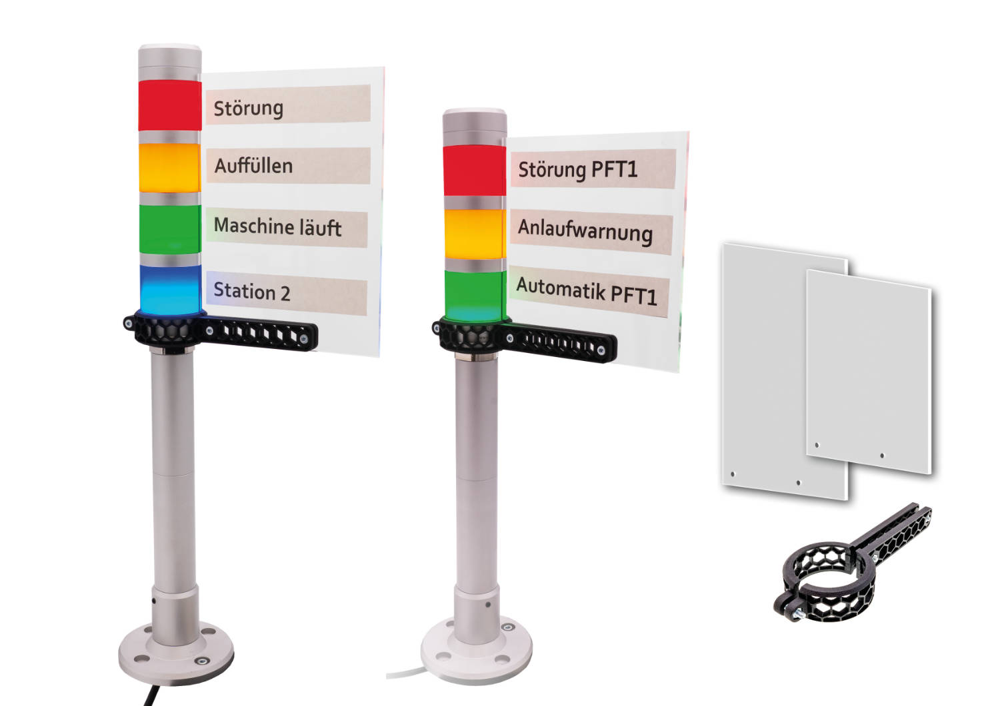 Störung
Auffüllen
Maschine läuft
Station 2
Störung PFT1
Anlaufwarnung
Automatik PFT1